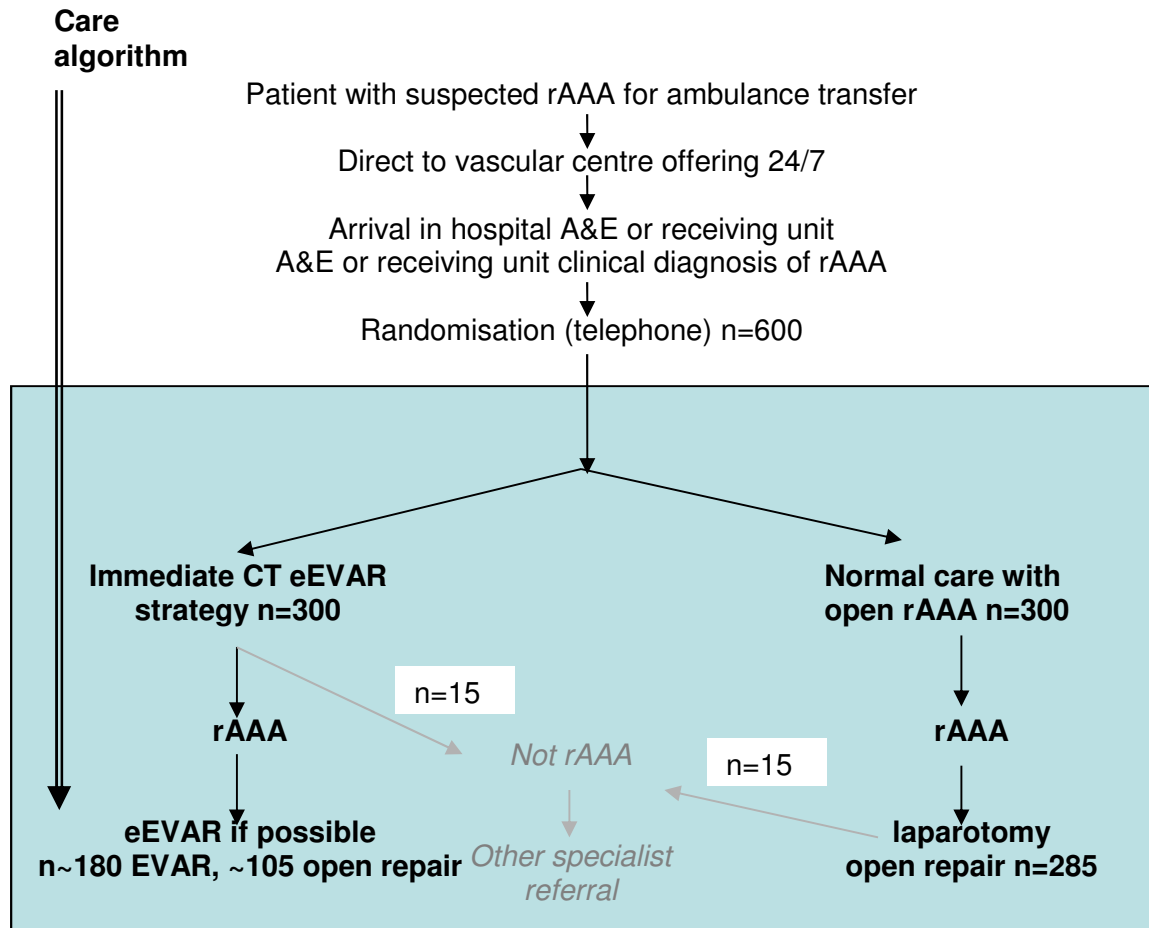 Care
algorithm
Patient with suspected rAAA for ambulance transfer
Direct to vascular centre offering 24/7
Arrival in hospital A&E or receiving unit
A&E or receiving unit clinical diagnosis of rAAA
Randomisation (telephone) n=600
Immediate CT eEVAR
strategy n=300
Normal care with
open rAAA n=300
n=15
rAAA
rAAA
Not rAAA
n=15
eEVAR if possible
n~180 EVAR, ~105 open repair
Other specialist
referral
laparotomy
open repair n=285